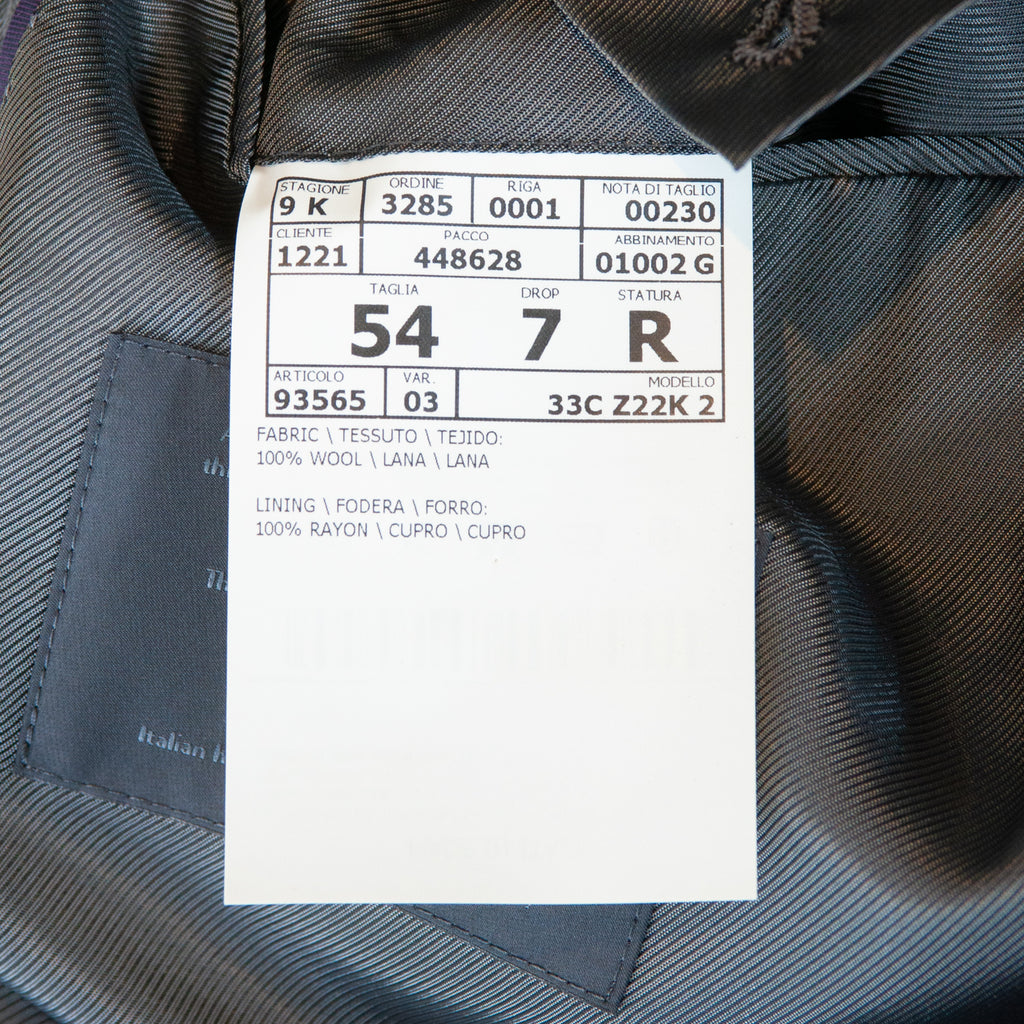 STAGIONE ORDINE RIGA NOTA DI TAGLIO
9 K 3285 0001 00230
CLIENTE PACCO ABBINAMENTO
1221 448628 01002 G
TAGLIA DROP STATURA
54 7 R
ARTICOLO VAR. MODELLO
93565 03 33C Z22K 2
FABRIC \ TESSUTO \ TEJIDO:
100% WOOL \ LANA \ LANA
LINING \ FODERA \ FORRO:
100% RAYON \ CUPRO \ CUPRO
Italian